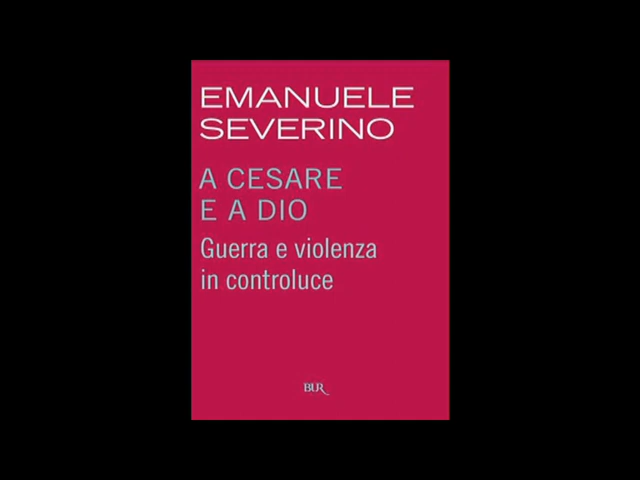 EMANUELE
SEVERINO
A CESARE
E A DIO
Guerra e violenza
in controluce
BUR